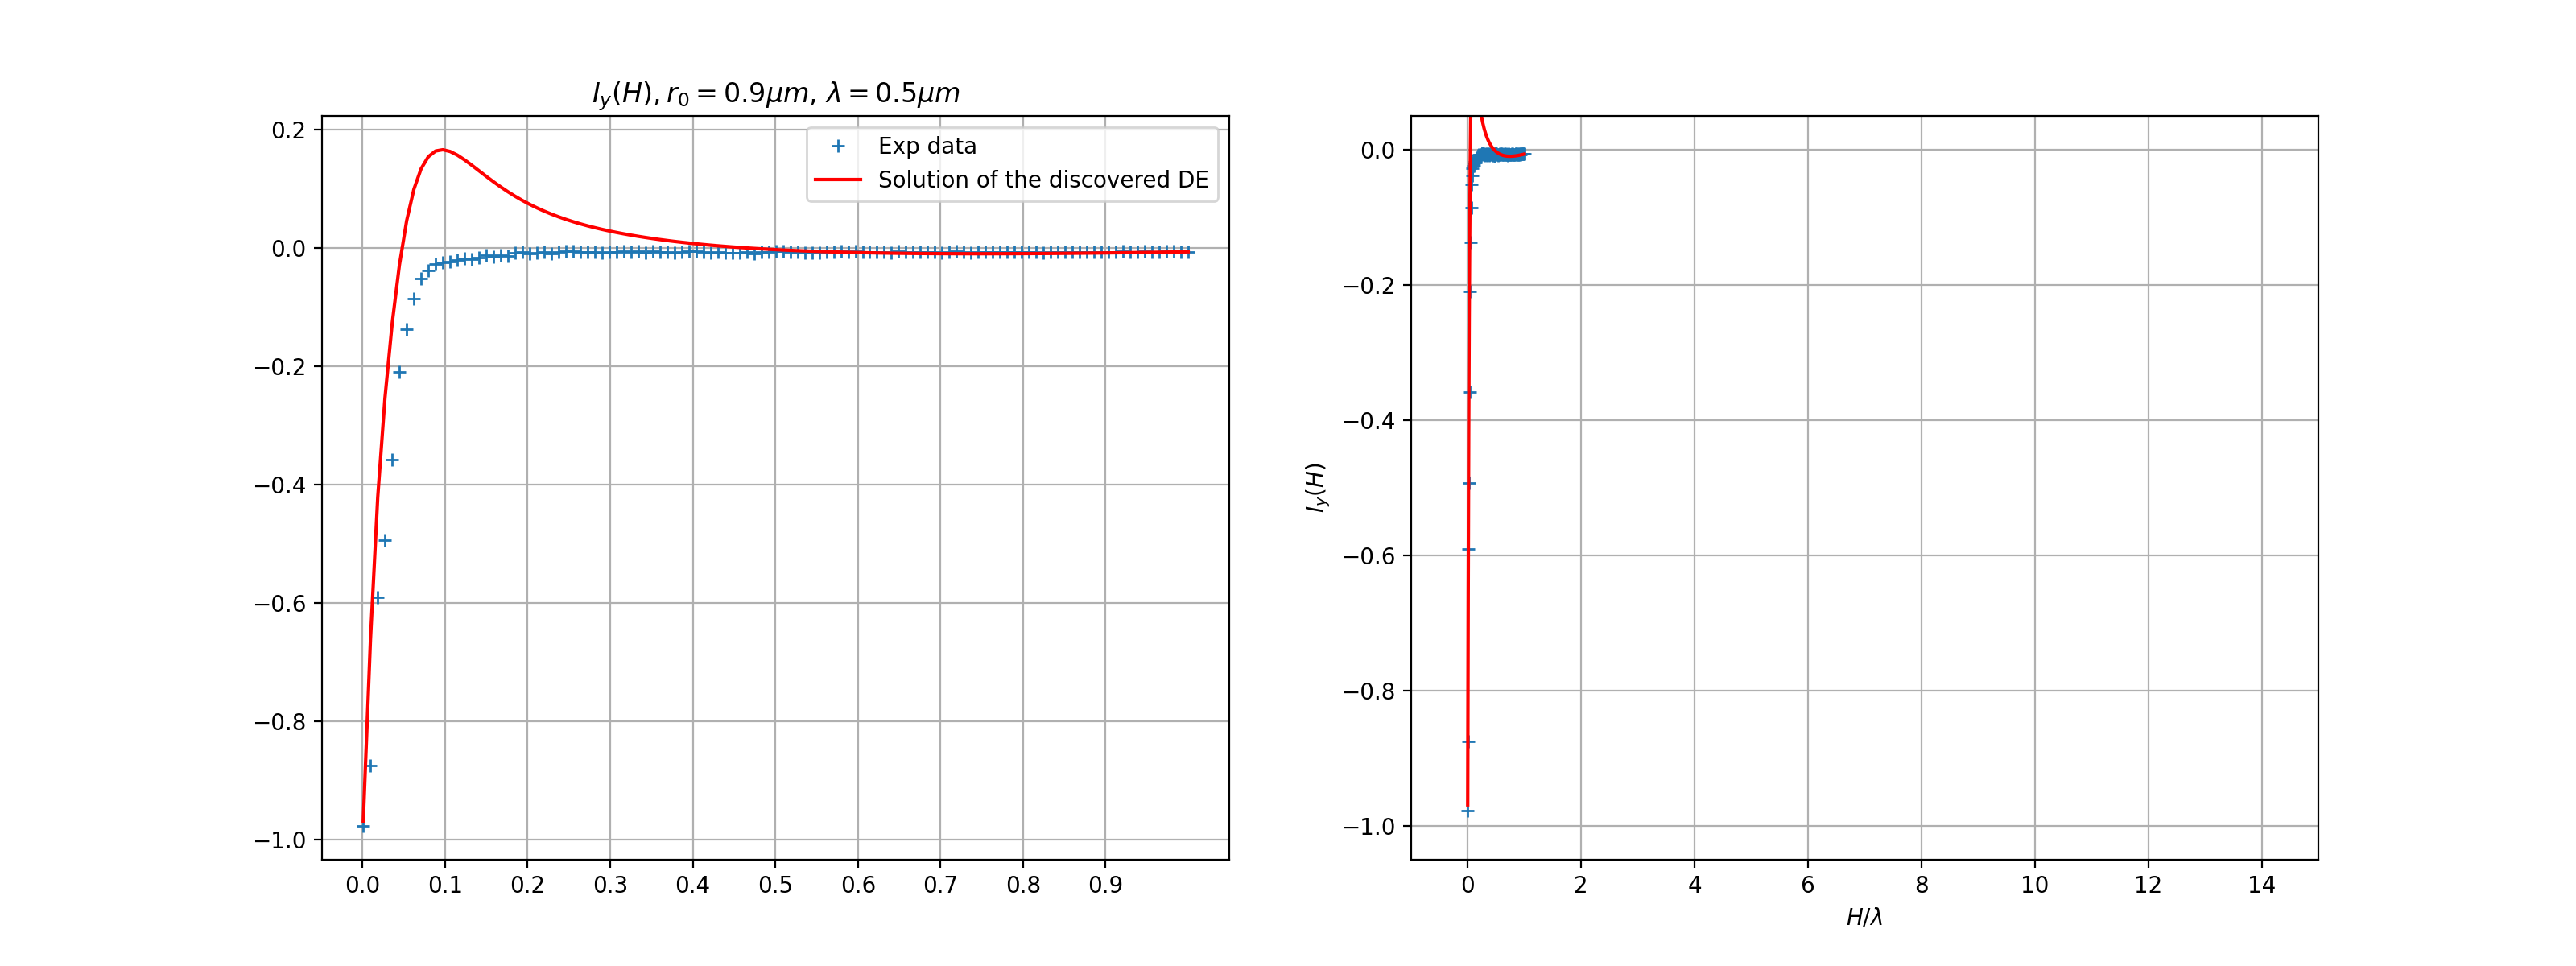 I_y(H), r_0 = 0.9μm, λ = 0.5μm
0.2
0.0
−0.2
−0.4
−0.6
−0.8
−1.0
0.0 0.1 0.2 0.3 0.4 0.5 0.6 0.7 0.8 0.9
Exp data
Solution of the discovered DE
I_y(H)
0.0
−0.2
−0.4
−0.6
−0.8
−1.0
0 2 4 6 8 10 12 14
H/λ